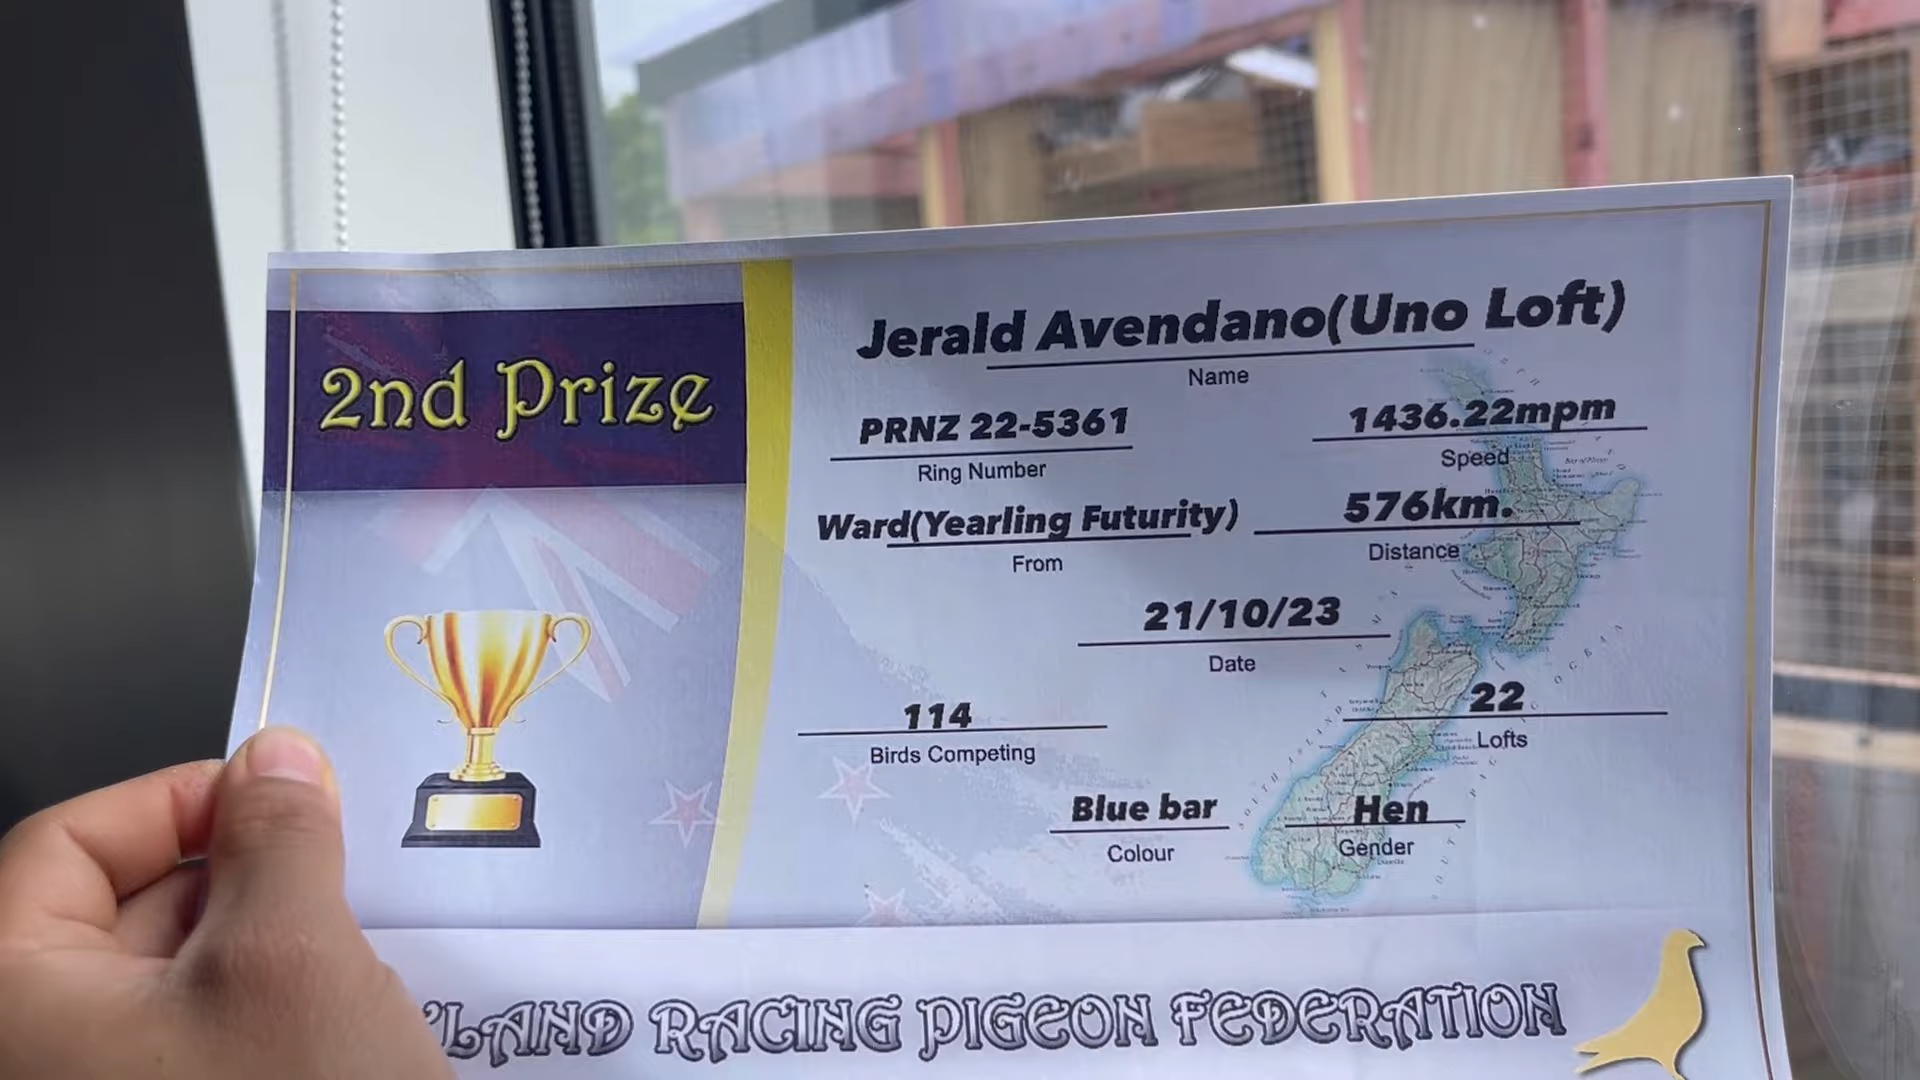 2nd Prize
Jerald Avendano(Uno Loft)
Name
PRNZ 22-5361
Ring Number
1436.22mpm
Speed
Ward(Yearling Futurity)
From
576km.
Distance
21/10/23
Date
114
Birds Competing
22
Lofts
Blue bar
Colour
Hen
Gender
RACING PIGEON FEDERATION